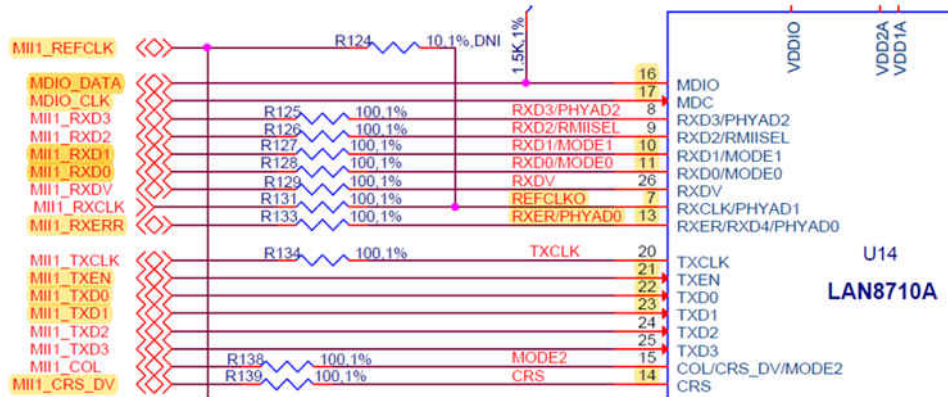 VDDIO
VDD2A
VDD1A
MII1_REFCLK R124 10,1%,DNI
1.5K,1%
MDIO_DATA 16 MDIO
MDIO_CLK 17 MDC
MII1_RXD3 R125 100,1% RXD3/PHYAD2 8 RXD3/PHYAD2
MII1_RXD2 R126 100,1% RXD2/RMIISEL 9 RXD2/RMIISEL
MII1_RXD1 R127 100,1% RXD1/MODE1 10 RXD1/MODE1
MII1_RXD0 R128 100,1% RXD0/MODE0 11 RXD0/MODE0
MII1_RXDV R129 100,1% RXDV 26 RXDV
MII1_RXCLK R131 100,1% REFCLKO 7 RXCLK/PHYAD1
MII1_RXERR R133 100,1% RXER/PHYAD0 13 RXER/RXD4/PHYAD0
MII1_TXCLK R134 100,1% TXCLK 20 TXCLK
MII1_TXEN 21 TXEN
MII1_TXD0 22 TXD0
MII1_TXD1 23 TXD1
MII1_TXD2 24 TXD2
MII1_TXD3 25 TXD3
MII1_COL R138 100,1% MODE2 15 COL/CRS_DV/MODE2
MII1_CRS_DV R139 100,1% CRS 14 CRS
U14
LAN8710A